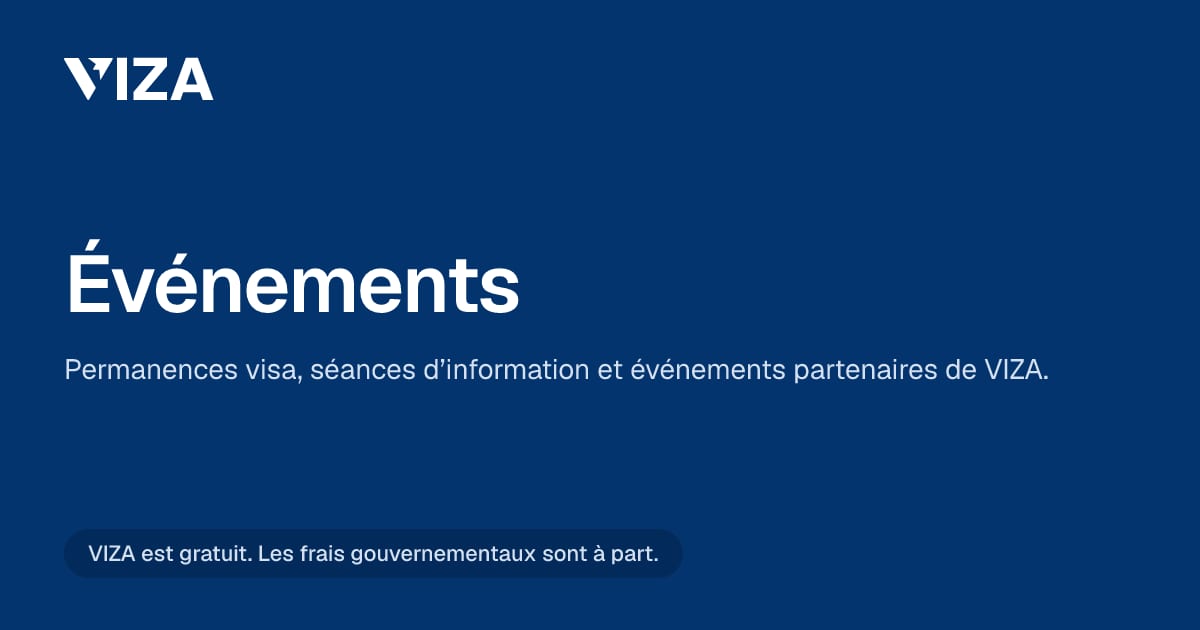 VIZA
Événements
Permanences visa, séances d’information et événements partenaires de VIZA.
VIZA est gratuit. Les frais gouvernementaux sont à part.